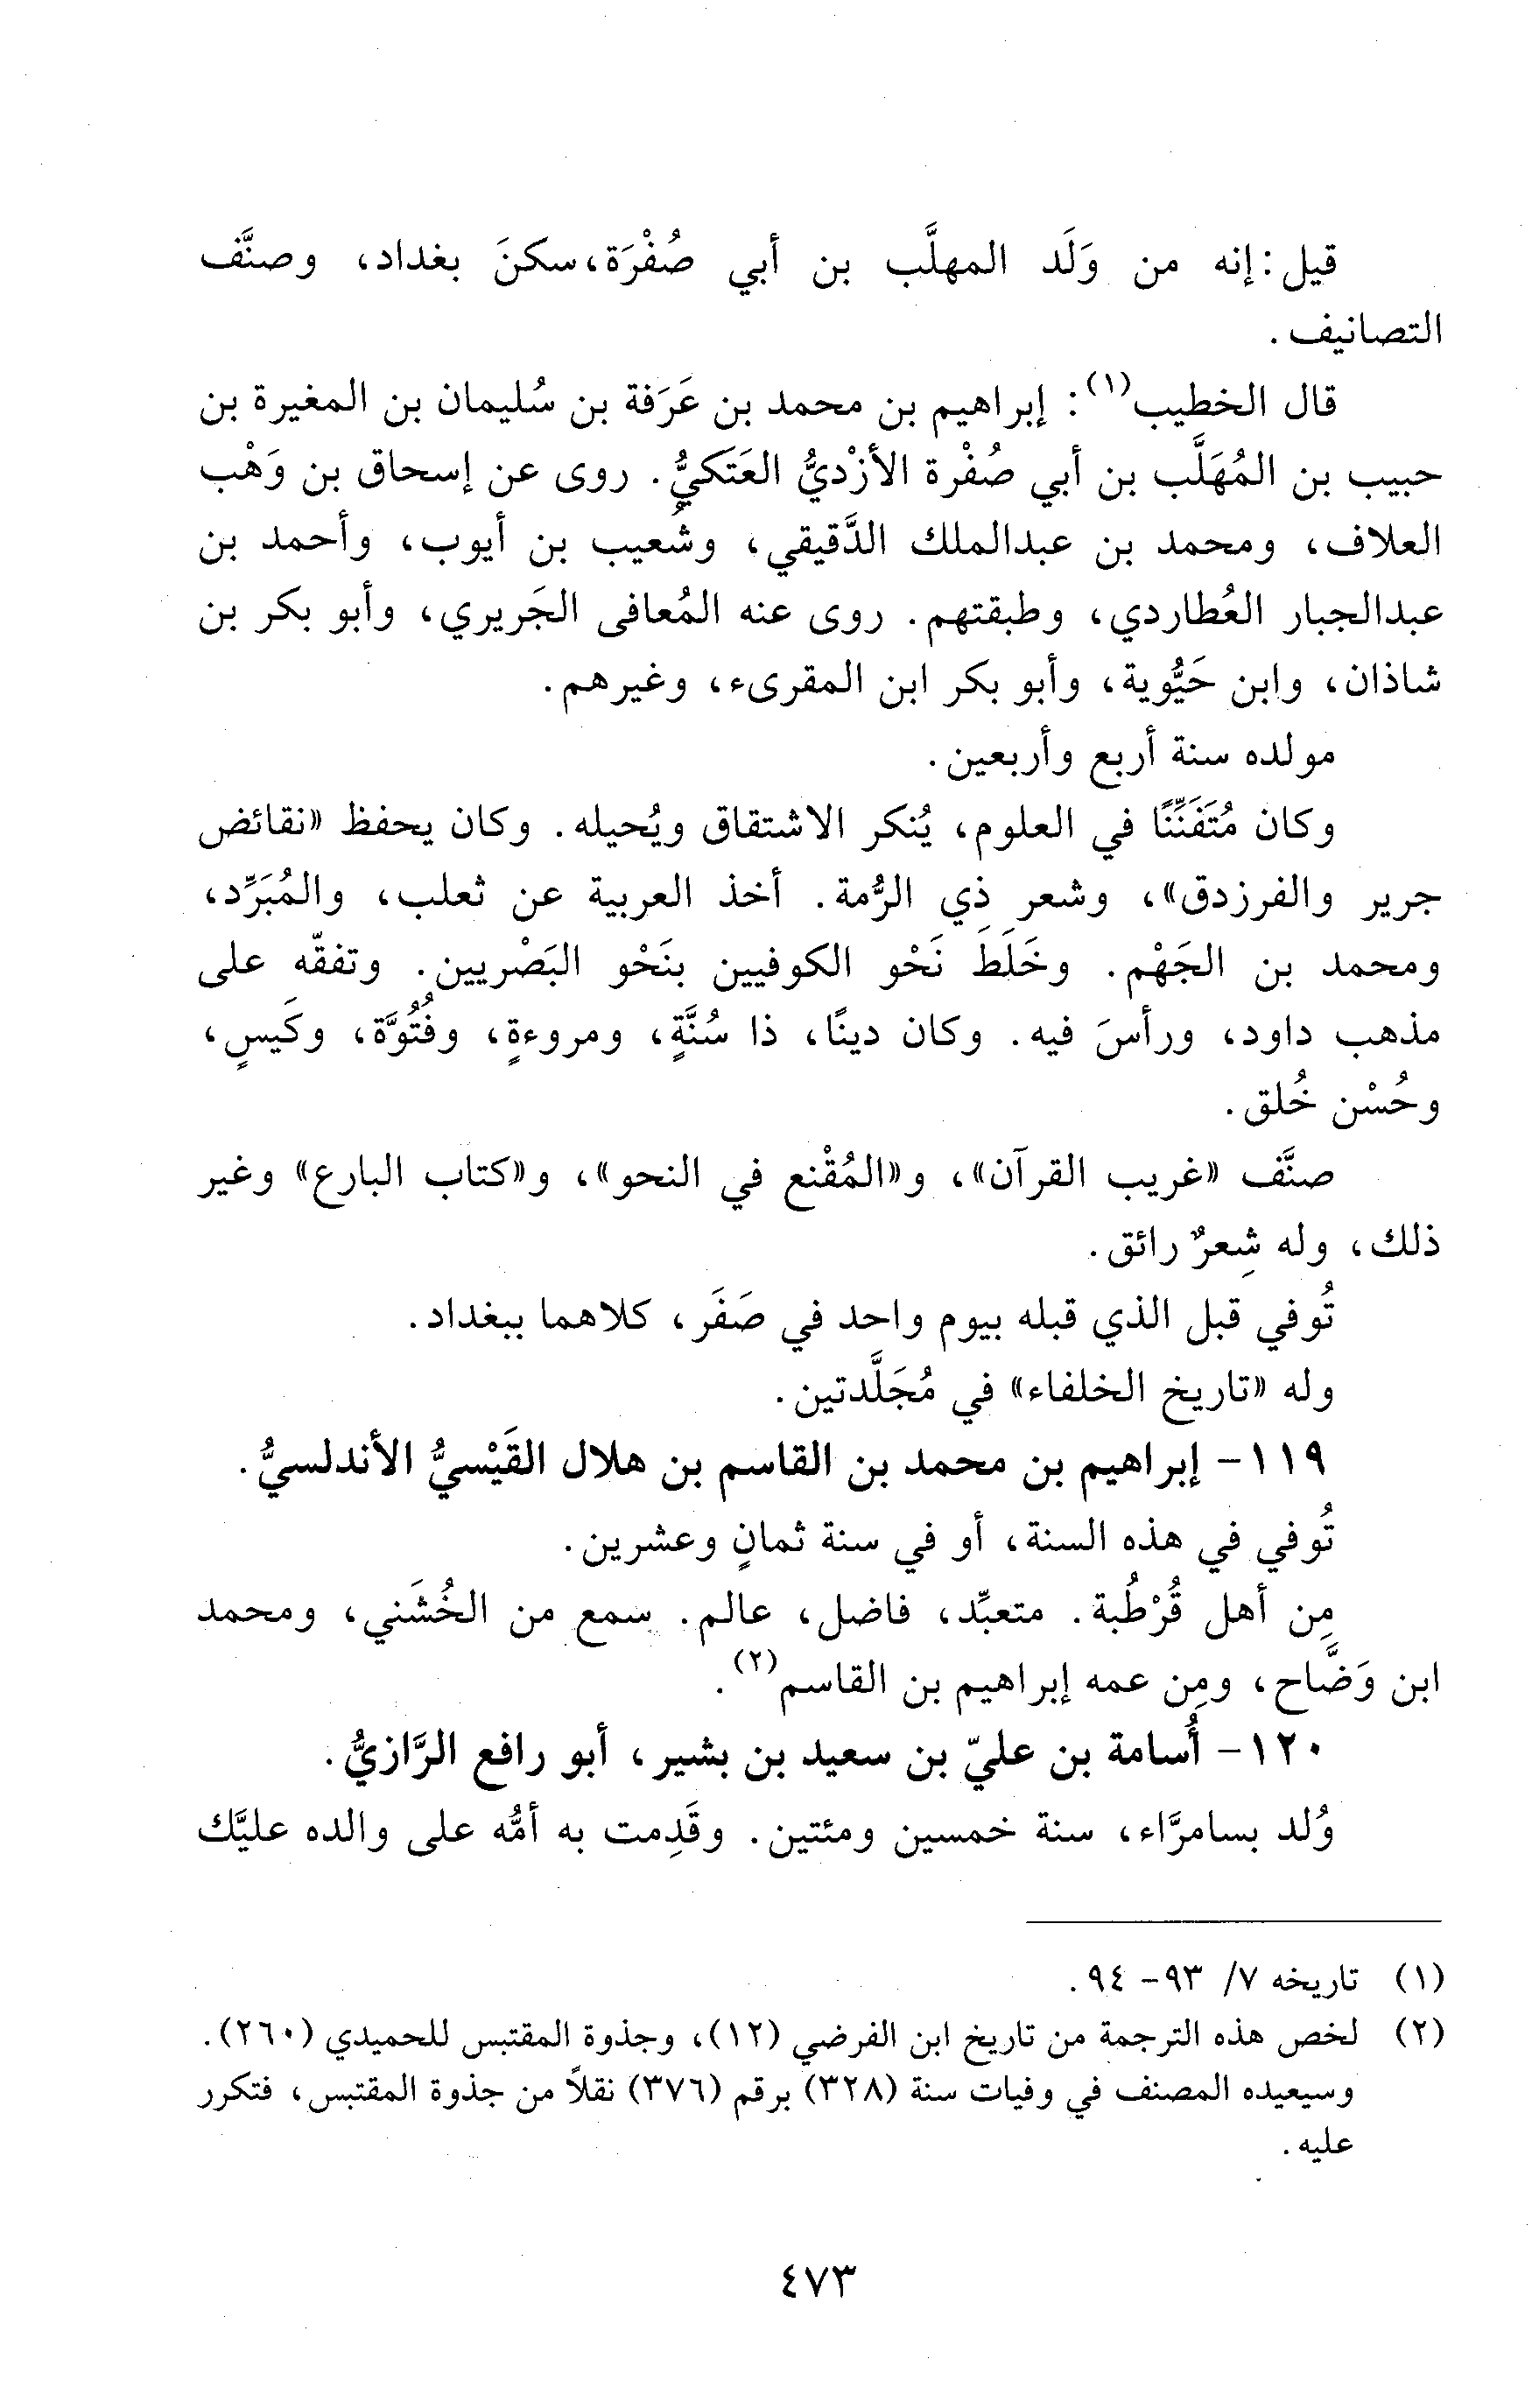 قيل: إنه من وَلَد المهلَّب بن أبي صُفْرَة، سكنَ بغداد، وصنَّف
التصانيف.
قال الخطيب(١): إبراهيم بن محمد بن عَرَفة بن سُليمان بن المغيرة بن
حبيب بن المُهَلَّب بن أبي صُفْرة الأزْديُّ العَتَكيُّ. روى عن إسحاق بن وَهْب
العلاف، ومحمد بن عبدالملك الدَّقيقي، وشُعيب بن أيوب، وأحمد بن
عبدالجبار العُطاردي، وطبقتهم. روى عنه المُعافى الجَريري، وأبو بكر بن
شاذان، وابن حَيُّوية، وأبو بكر ابن المقرىء، وغيرهم.
مولده سنة أربع وأربعين.
وكان مُتَفَنِّنًا في العلوم، يُنكر الاشتقاق ويُحيله. وكان يحفظ «نقائض
جرير والفرزدق»، وشعر ذِي الرُّمة. أخذ العربية عن ثعلب، والمُبَرِّد،
ومحمد بن الجَهْم. وخَلَطَ نَحْو الكوفيين بنَحْو البَصْريين. وتفقّه على
مذهب داود، ورأسَ فيه. وكان دينًا، ذا سُنَّةٍ، ومروءةٍ، وفُتُوَّة، وكَيسٍ،
وحُسْن خُلق.
صنَّف «غريب القرآن»، و«المُقْنع في النحو»، و«كتاب البارع» وغير
ذلك، وله شِعرٌ رائق.
تُوفي قبل الذي قبله بيوم واحد في صَفَر، كلاهما ببغداد.
وله «تاريخ الخلفاء» في مُجَلَّدتين.
١١٩- إبراهيم بن محمد بن القاسم بن هلال القَيْسيُّ الأندلسيُّ.
تُوفي في هذه السنة، أو في سنة ثمانٍ وعشرين.
مِن أهل قُرْطُبة. متعبِّد، فاضل، عالم. سمع من الخُشَني، ومحمد
ابن وَضَّاح، ومِن عمه إبراهيم بن القاسم(٢).
١٢٠- أُسامة بن عليّ بن سعيد بن بشير، أبو رافع الرَّازيُّ.
وُلد بسامرَّاء، سنة خمسين ومئتين. وقَدِمت به أمُّه على والده عليَّك
(١) تاريخه ٧/ ٩٣- ٩٤.
(٢) لخص هذه الترجمة من تاريخ ابن الفرضي (١٢)، وجذوة المقتبس للحميدي (٢٦٠).
وسيعيده المصنف في وفيات سنة (٣٢٨) برقم (٣٧٦) نقلاً من جذوة المقتبس، فتكرر
عليه.
٤٧٣